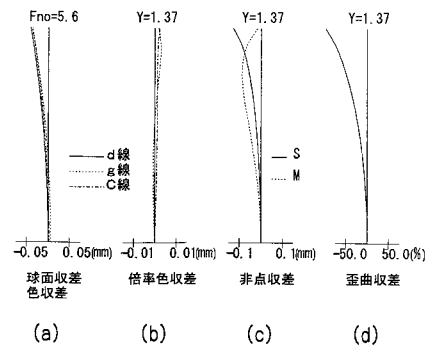 Fno=5.6 Y=1.37 Y=1.37 Y=1.37
d線
g線
C線
S
M
-0.05 0.05(mm) -0.01 0.01(mm) -0.1 0.1(mm) -50.0 50.0(%)
球面収差 倍率色収差 非点収差 歪曲収差
色収差
(a) (b) (c) (d)